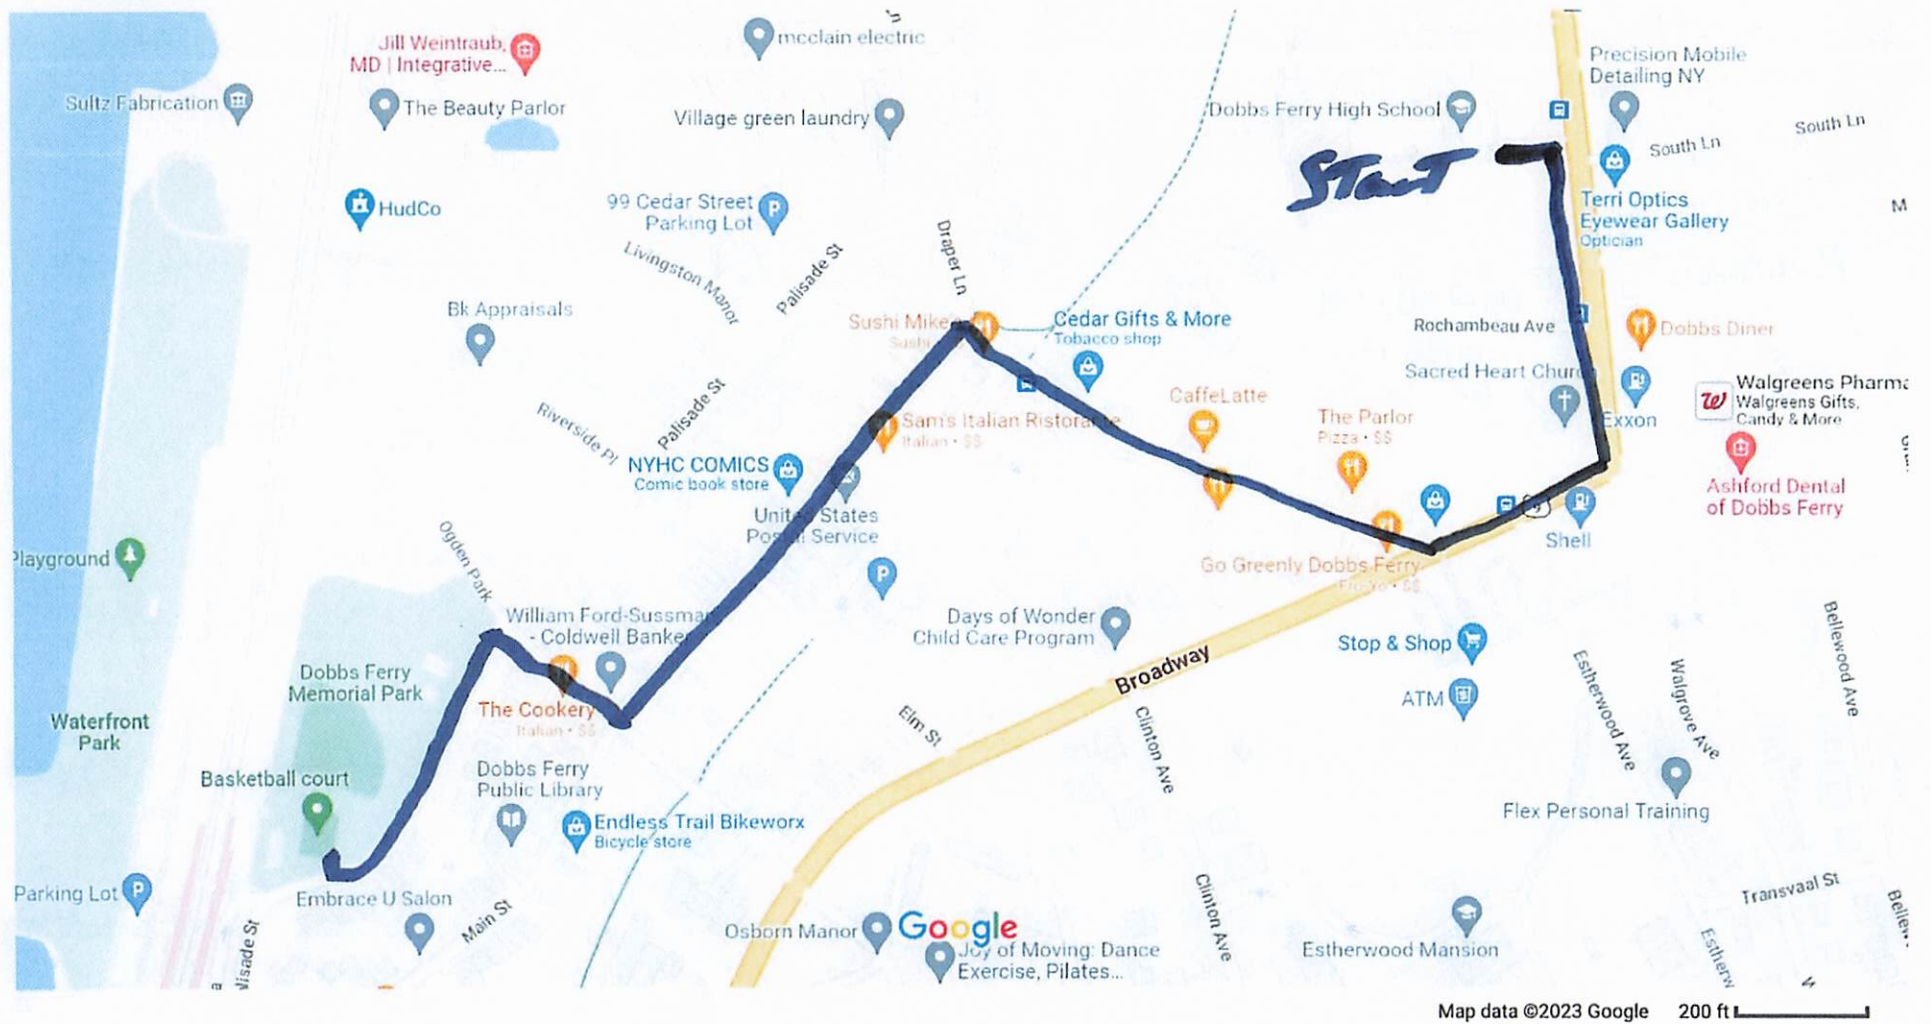 mcclain electric
Jill Weintraub,
MD | Integrative...
Precision Mobile
Detailing NY
Sultz Fabrication
The Beauty Parlor
Village green laundry
Dobbs Ferry High School
South Ln
South Ln
START
HudCo
99 Cedar Street
Parking Lot
Terri Optics
Eyewear Gallery
Optician
M
Livingston Manor
Palisade St
Draper Ln
Bk Appraisals
Sushi Mike's
Sushi
Cedar Gifts & More
Tobacco shop
Rochambeau Ave
Dobbs Diner
Sacred Heart Church
Exxon
Walgreens Pharma
Walgreens Gifts,
Candy & More
Palisade St
Riverside Pl
CaffeLatte
The Parlor
Pizza • $$
Sam's Italian Ristorante
Italian • $$
NYHC COMICS
Comic book store
Ashford Dental
of Dobbs Ferry
United States
Postal Service
9
Shell
Ogden Park
Playground
Go Greenly Dobbs Ferry
Fro-Yo • $$
William Ford-Sussman
- Coldwell Banker
Days of Wonder
Child Care Program
Stop & Shop
Broadway
Dobbs Ferry
Memorial Park
ATM
Estherwood Ave
Walgrove Ave
Bellewood Ave
The Cookery
Italian • $$
Waterfront
Park
Elm St
Clinton Ave
Basketball court
Dobbs Ferry
Public Library
Endless Trail Bikeworx
Bicycle store
Flex Personal Training
Parking Lot
Embrace U Salon
Main St
Osborn Manor
Google
Joy of Moving: Dance
Exercise, Pilates...
Clinton Ave
Estherwood Mansion
Transvaal St
Bellew
Estherw
lisade St
Map data ©2023 Google 200 ft